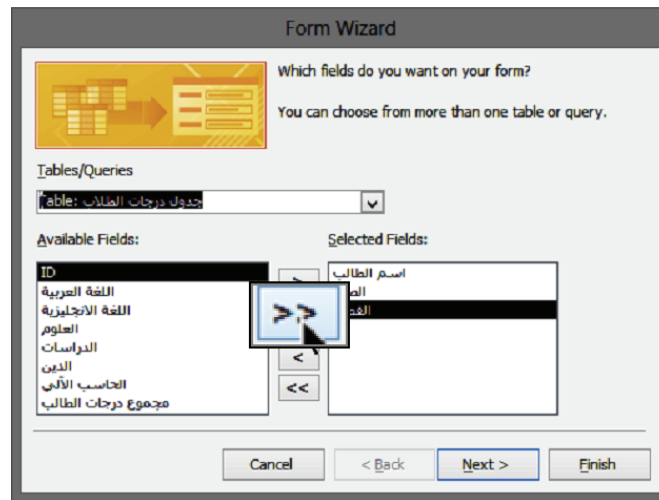 Form Wizard
Which fields do you want on your form?
You can choose from more than one table or query.
Tables/Queries
Table: جدول درجات الطلاب
Available Fields:
Selected Fields:
ID
اللغة العربية
اللغة الانجليزية
العلوم
الدراسات
الدين
الحاسب الآلي
مجموع درجات الطالب
>>
<
<<
اسم الطالب
Cancel
< Back
Next >
Finish